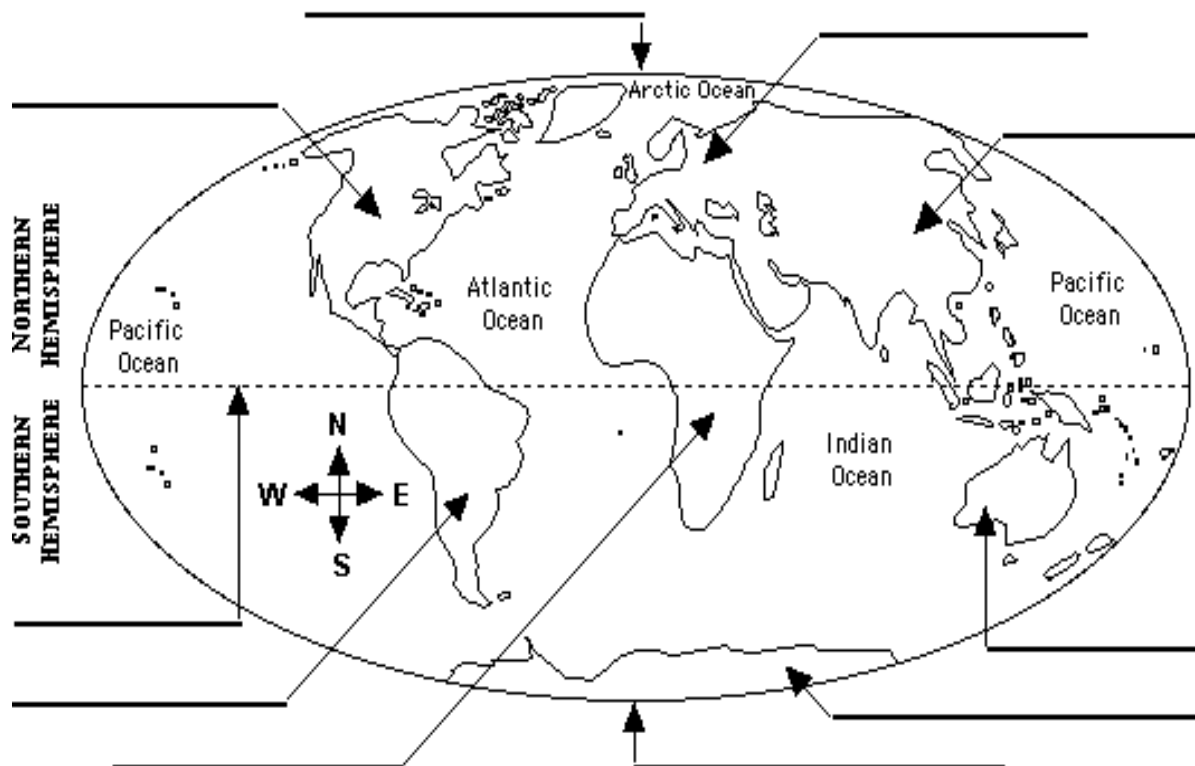 Arctic Ocean
NORTHERN
HEMISPHERE
Atlantic
Ocean
Pacific
Ocean
Pacific
Ocean
SOUTHERN
HEMISPHERE
N
W
E
S
Indian
Ocean